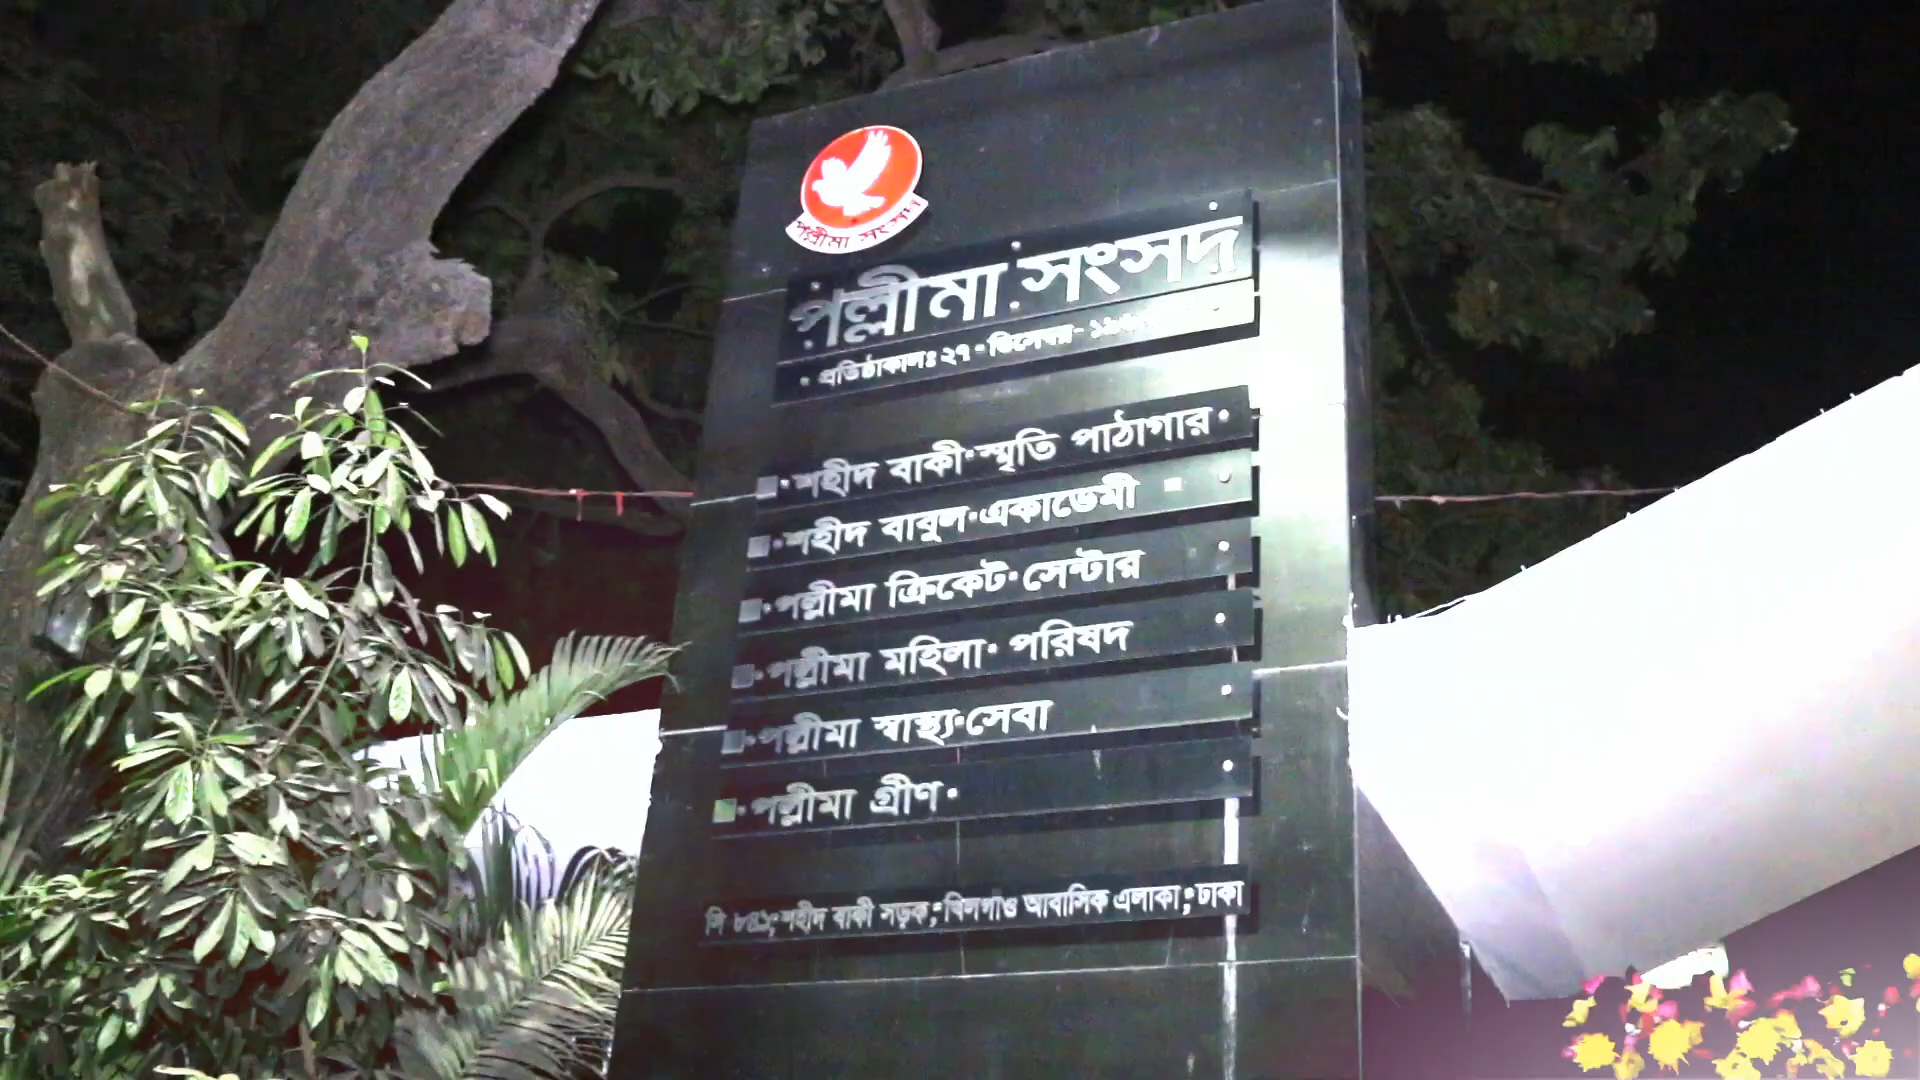 পল্লীমা সংসদ
পল্লীমা সংসদ
প্রতিষ্ঠাকালঃ ২৭ - ডিসেম্বর -
শহীদ বাকী স্মৃতি পাঠাগার
শহীদ বাবুল একাডেমী
পল্লীমা ক্রিকেট সেন্টার
পল্লীমা মহিলা পরিষদ
পল্লীমা স্বাস্থ্য সেবা
পল্লীমা গ্রীণ
সি ৮৪১, শহীদ বাকী সড়ক, খিলগাঁও আবাসিক এলাকা, ঢাকা